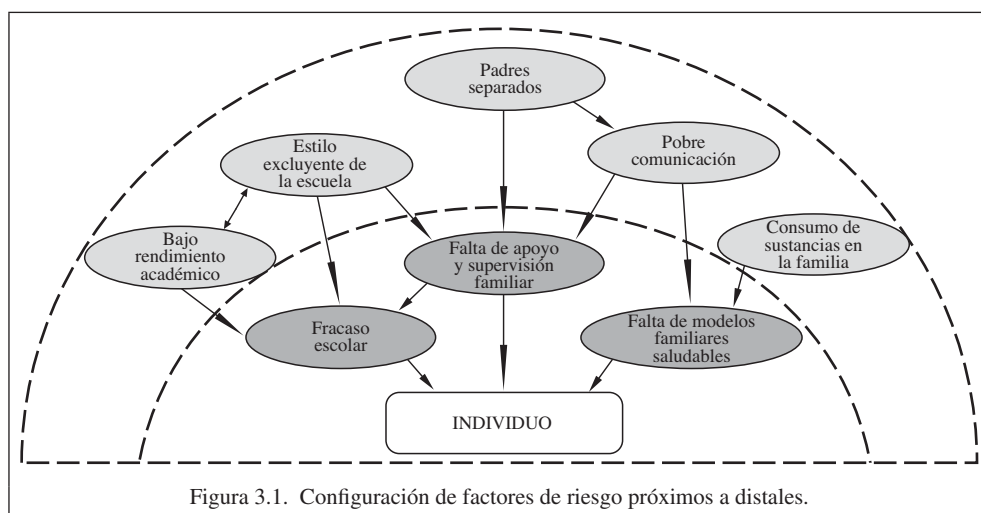 Padres
separados
Estilo
excluyente de
la escuela
Pobre
comunicación
Bajo
rendimiento
académico
Falta de apoyo
y supervisión
familiar
Consumo de
sustancias en
la familia
Fracaso
escolar
Falta de modelos
familiares
saludables
INDIVIDUO
Figura 3.1. Configuración de factores de riesgo próximos a distales.